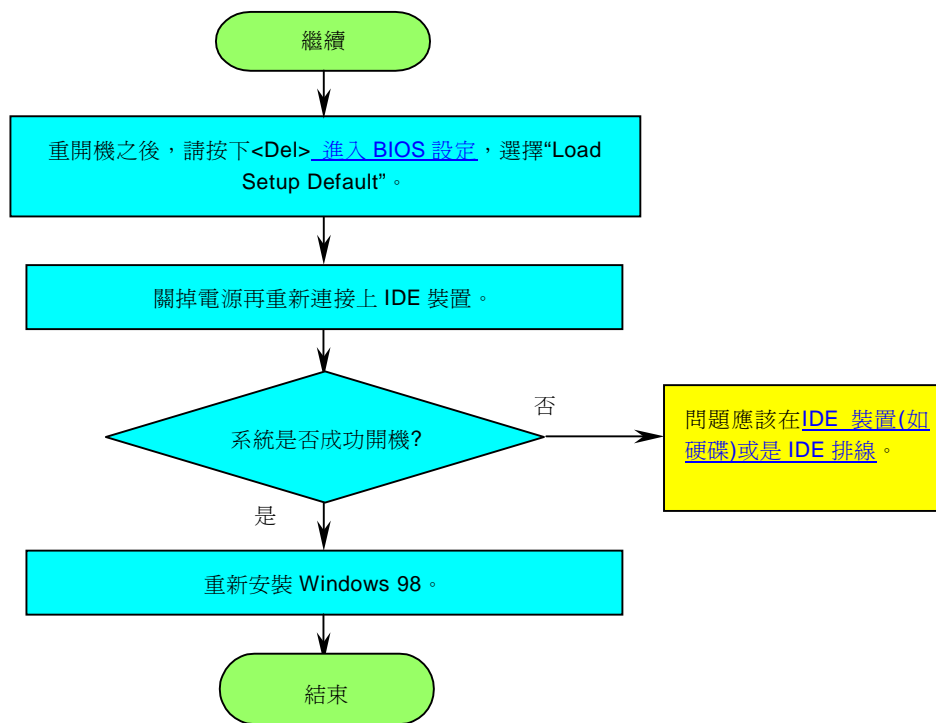 繼續
重開機之後，請按下<Del> 進入 BIOS 設定，選擇“Load
Setup Default”。
關掉電源再重新連接上 IDE 裝置。
系統是否成功開機?
否
問題應該在IDE 裝置(如
硬碟)或是 IDE 排線。
是
重新安裝 Windows 98。
結束